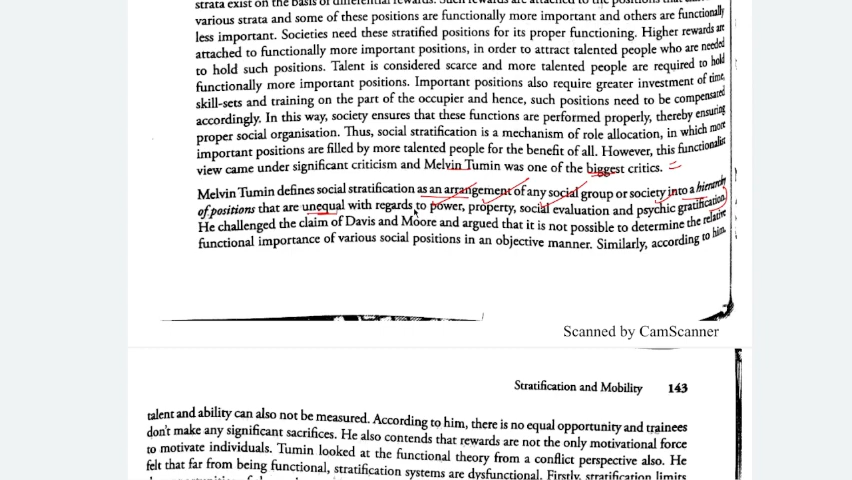 strata exist on the basis of differential rewards. Such rewards are attached to the positions that
various strata and some of these positions are functionally more important and others are functionally
less important. Societies need these stratified positions for its proper functioning. Higher rewards are
attached to functionally more important positions, in order to attract talented people who are needed
to hold such positions. Talent is considered scarce and more talented people are required to hold
functionally more important positions. Important positions also require greater investment of time,
skill-sets and training on the part of the occupier and hence, such positions need to be compensated
accordingly. In this way, society ensures that these functions are performed properly, thereby ensuring
proper social organisation. Thus, social stratification is a mechanism of role allocation, in which more
important positions are filled by more talented people for the benefit of all. However, this functionalist
view came under significant criticism and Melvin Tumin was one of the biggest critics.
Melvin Tumin defines social stratification as an arrangement of any social group or society into a hierarchy
of positions that are unequal with regards to power, property, social evaluation and psychic gratification.
He challenged the claim of Davis and Moore and argued that it is not possible to determine the relative
functional importance of various social positions in an objective manner. Similarly, according to him,
Scanned by CamScanner
Stratification and Mobility 143
talent and ability can also not be measured. According to him, there is no equal opportunity and trainees
don't make any significant sacrifices. He also contends that rewards are not the only motivational force
to motivate individuals. Tumin looked at the functional theory from a conflict perspective also. He
felt that far from being functional, stratification systems are dysfunctional. Firstly, stratification limits